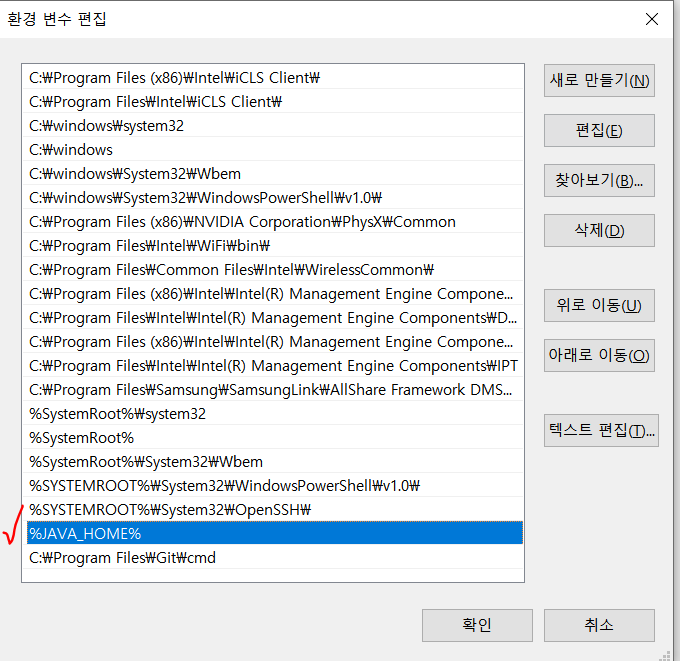 환경 변수 편집
C:₩Program Files (x86)₩Intel₩iCLS Client₩
C:₩Program Files₩Intel₩iCLS Client₩
C:₩windows₩system32
C:₩windows
C:₩windows₩System32₩Wbem
C:₩windows₩System32₩WindowsPowerShell₩v1.0₩
C:₩Program Files (x86)₩NVIDIA Corporation₩PhysX₩Common
C:₩Program Files₩Intel₩WiFi₩bin₩
C:₩Program Files₩Common Files₩Intel₩WirelessCommon₩
C:₩Program Files (x86)₩Intel₩Intel(R) Management Engine Compone...
C:₩Program Files₩Intel₩Intel(R) Management Engine Components₩D...
C:₩Program Files (x86)₩Intel₩Intel(R) Management Engine Compone...
C:₩Program Files₩Intel₩Intel(R) Management Engine Components₩IPT
C:₩Program Files₩Samsung₩SamsungLink₩AllShare Framework DMS...
%SystemRoot%₩system32
%SystemRoot%
%SystemRoot%₩System32₩Wbem
%SYSTEMROOT%₩System32₩WindowsPowerShell₩v1.0₩
%SYSTEMROOT%₩System32₩OpenSSH₩
%JAVA_HOME%
C:₩Program Files₩Git₩cmd
새로 만들기(N)
편집(E)
찾아보기(B)...
삭제(D)
위로 이동(U)
아래로 이동(O)
텍스트 편집(T)...
확인
취소